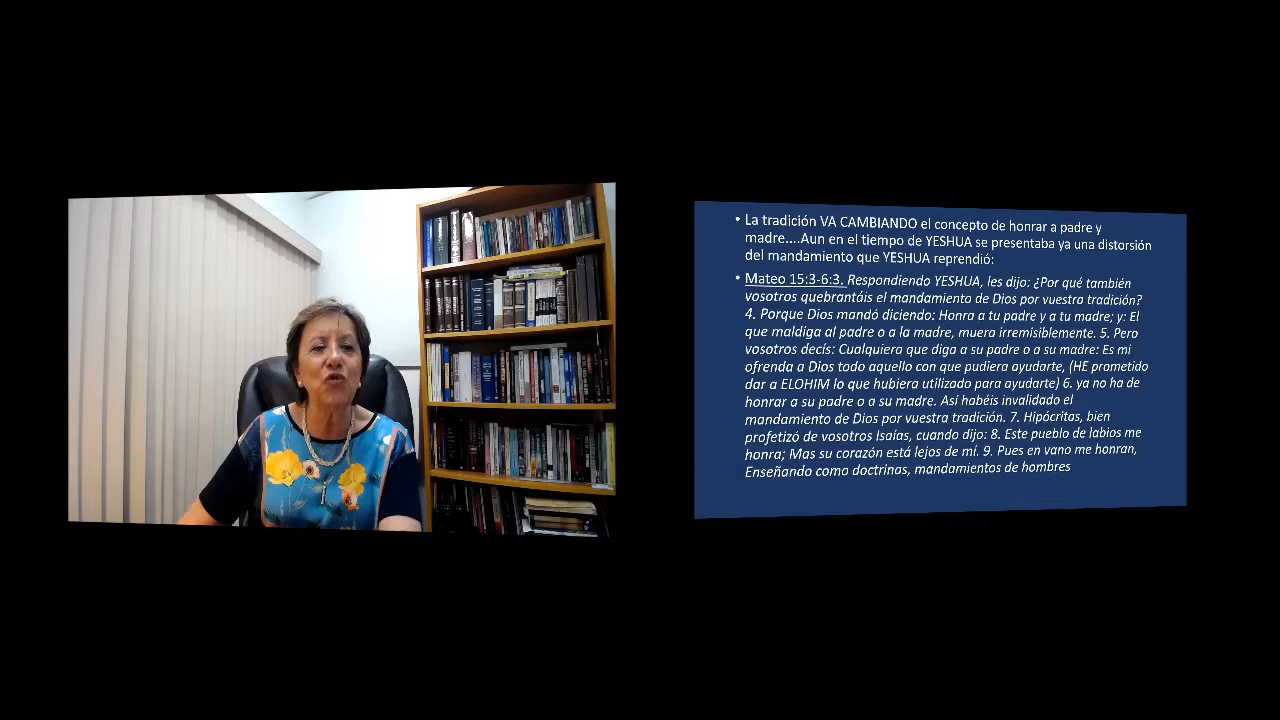 • La tradición VA CAMBIANDO el concepto de honrar a padre y
madre....Aun en el tiempo de YESHUA se presentaba ya una distorsión
del mandamiento que YESHUA reprendió:
• Mateo 15:3-6:3. Respondiendo YESHUA, les dijo: ¿Por qué también
vosotros quebrantáis el mandamiento de Dios por vuestra tradición?
4. Porque Dios mandó diciendo: Honra a tu padre y a tu madre; y: El
que maldiga al padre o a la madre, muera irremisiblemente. 5. Pero
vosotros decís: Cualquiera que diga a su padre o a su madre: Es mi
ofrenda a Dios todo aquello con que pudiera ayudarte, (HE prometido
dar a ELOHIM lo que hubiera utilizado para ayudarte) 6. ya no ha de
honrar a su padre o a su madre. Así habéis invalidado el
mandamiento de Dios por vuestra tradición. 7. Hipócritas, bien
profetizó de vosotros Isaías, cuando dijo: 8. Este pueblo de labios me
honra; Mas su corazón está lejos de mí. 9. Pues en vano me honran,
Enseñando como doctrinas, mandamientos de hombres